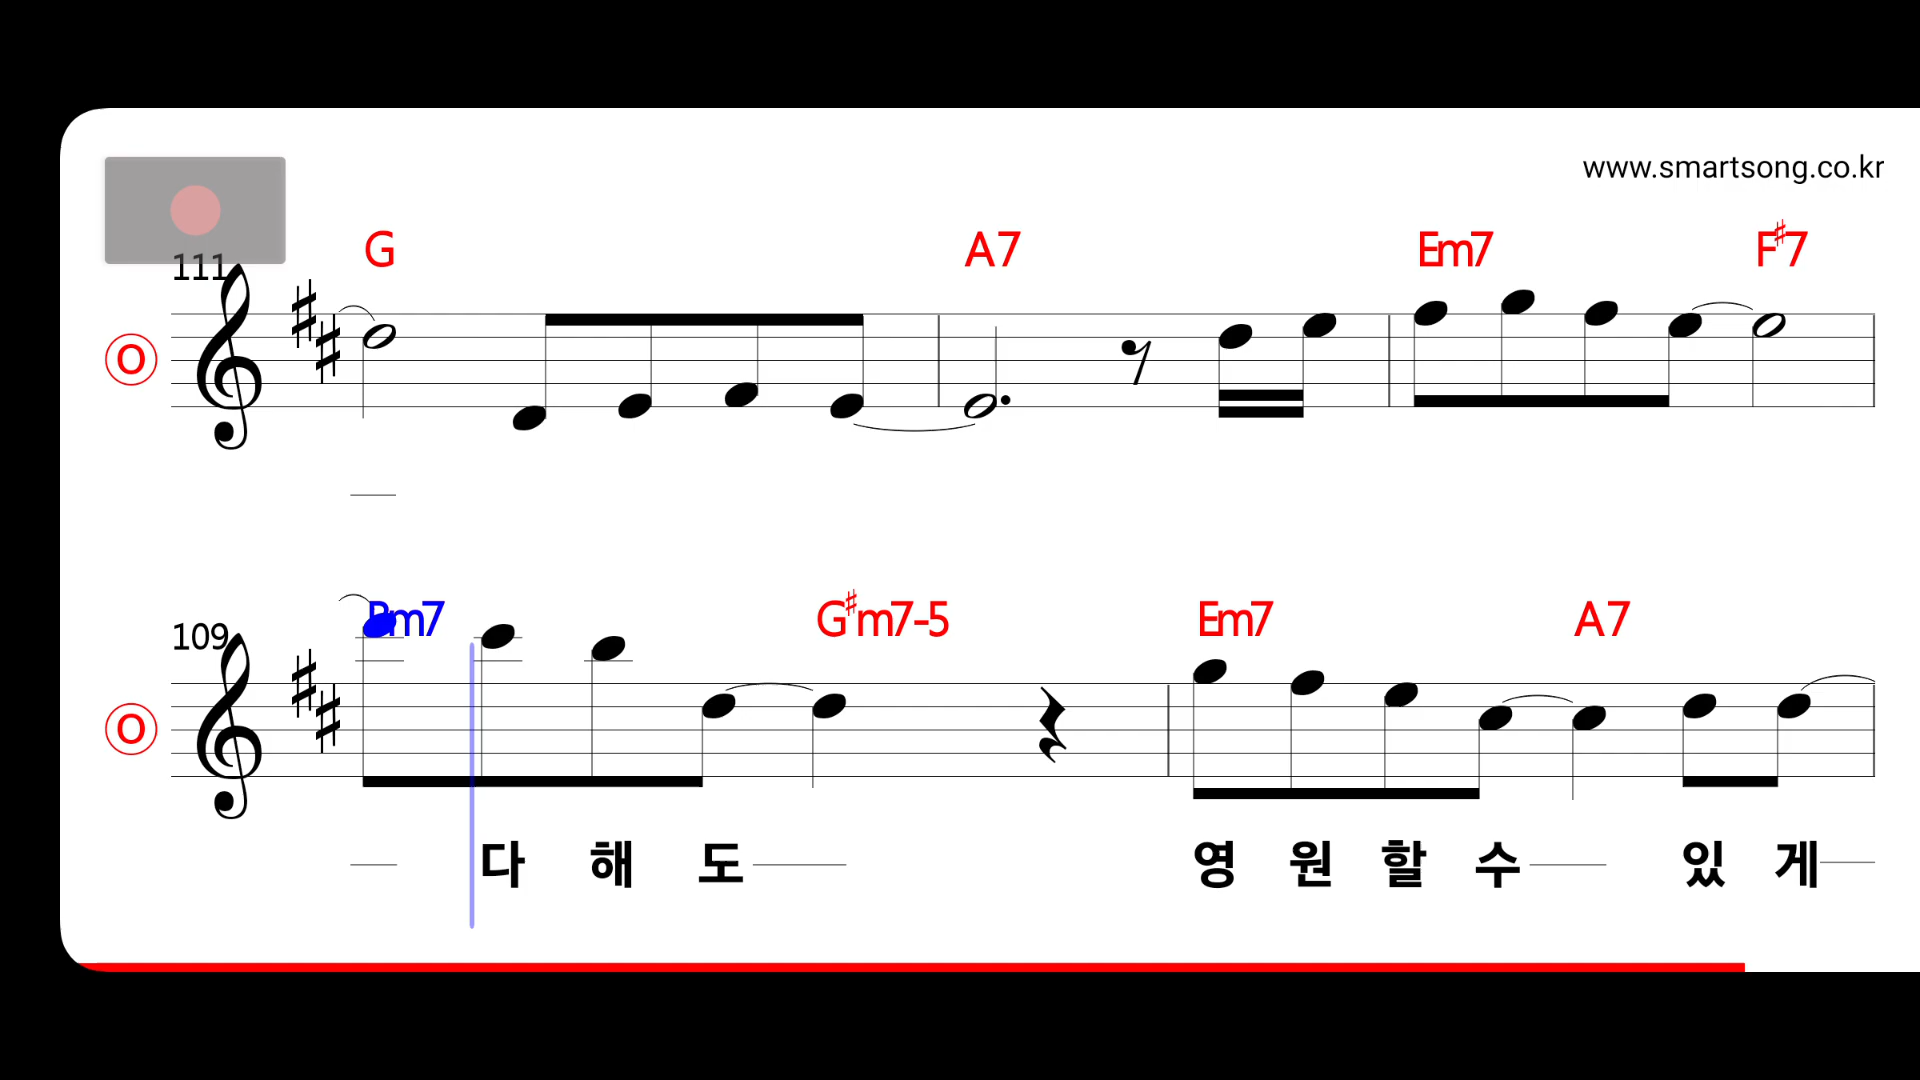 www.smartsong.co.kr
G A7 Em7 F♯7
111
O
Bm7 G♯m7-5 Em7 A7
109
O
다 해 도 영 원 할 수 있 게